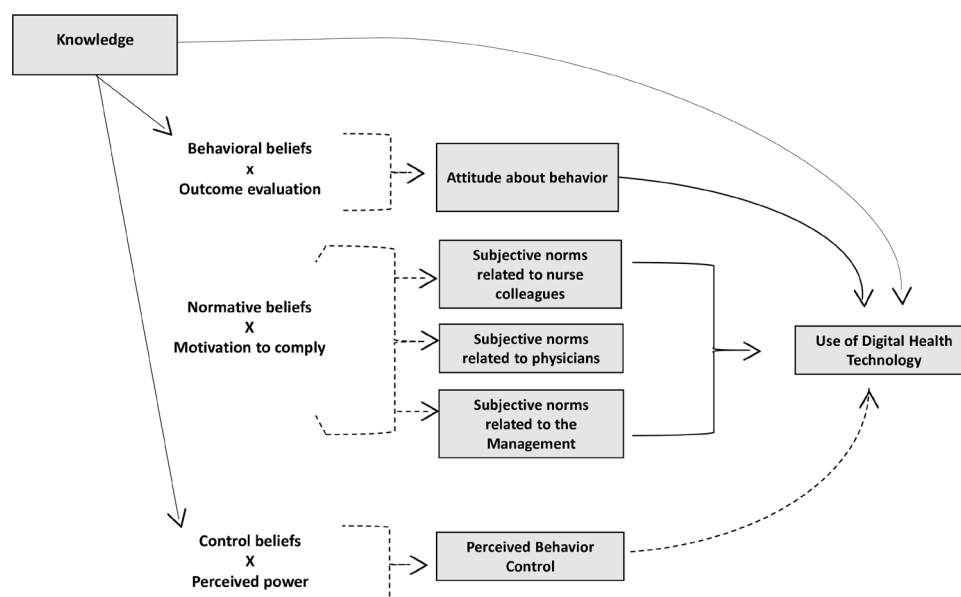 Knowledge
Behavioral beliefs
x
Outcome evaluation
Attitude about behavior
Subjective norms
related to nurse
colleagues
Normative beliefs
X
Motivation to comply
Subjective norms
related to physicians
Use of Digital Health
Technology
Subjective norms
related to the
Management
Control beliefs
X
Perceived power
Perceived Behavior
Control